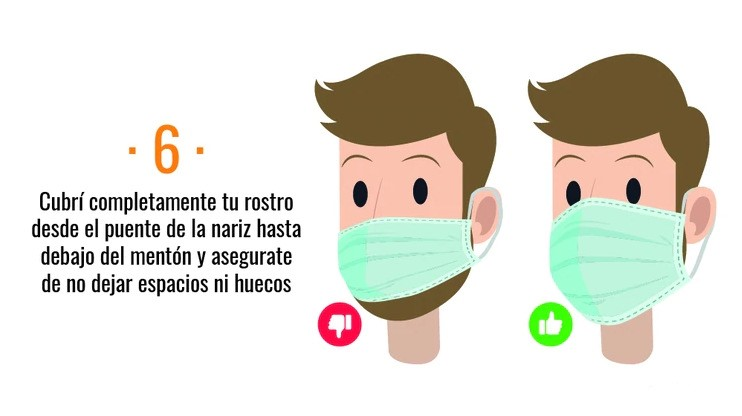 · 6 ·
Cubrí completamente tu rostro
desde el puente de la nariz hasta
debajo del mentón y asegurate
de no dejar espacios ni huecos